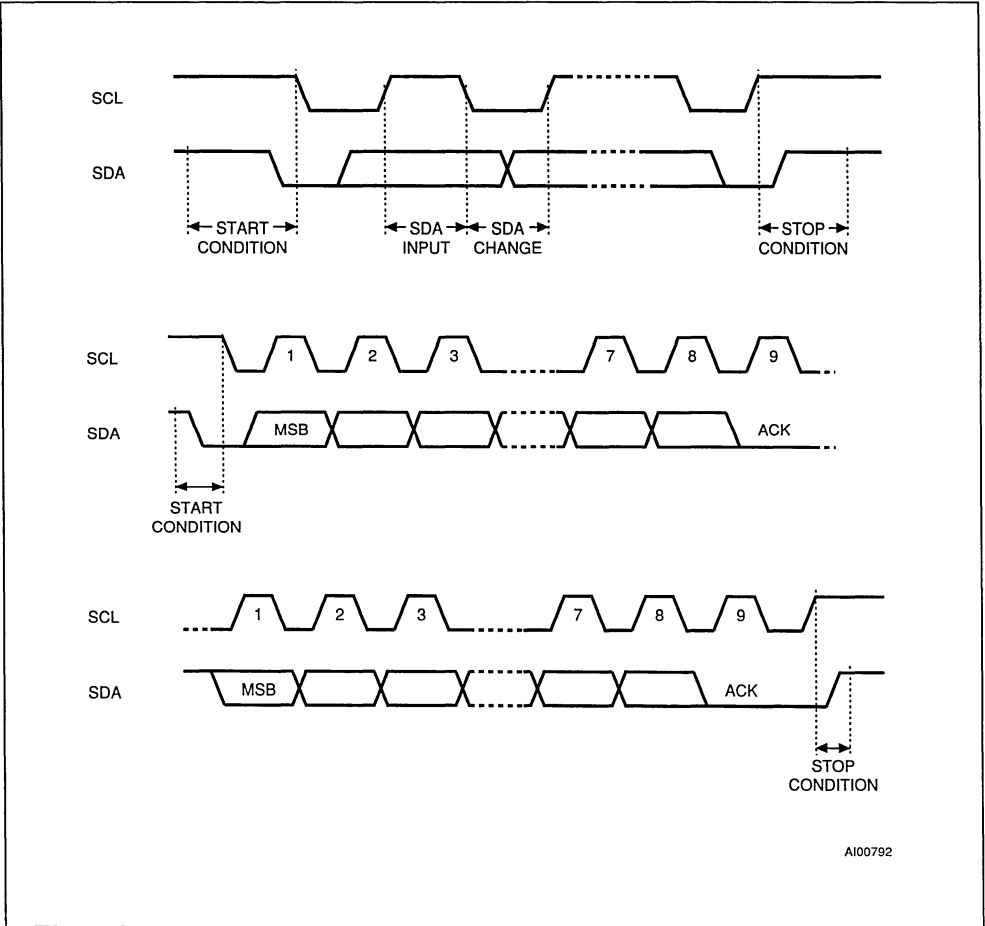 SCL
SDA
START CONDITION
SDA INPUT
SDA CHANGE
STOP CONDITION
SCL
1 2 3 7 8 9
SDA
MSB
ACK
START CONDITION
SCL
1 2 3 7 8 9
SDA
MSB
ACK
STOP CONDITION
AI00792